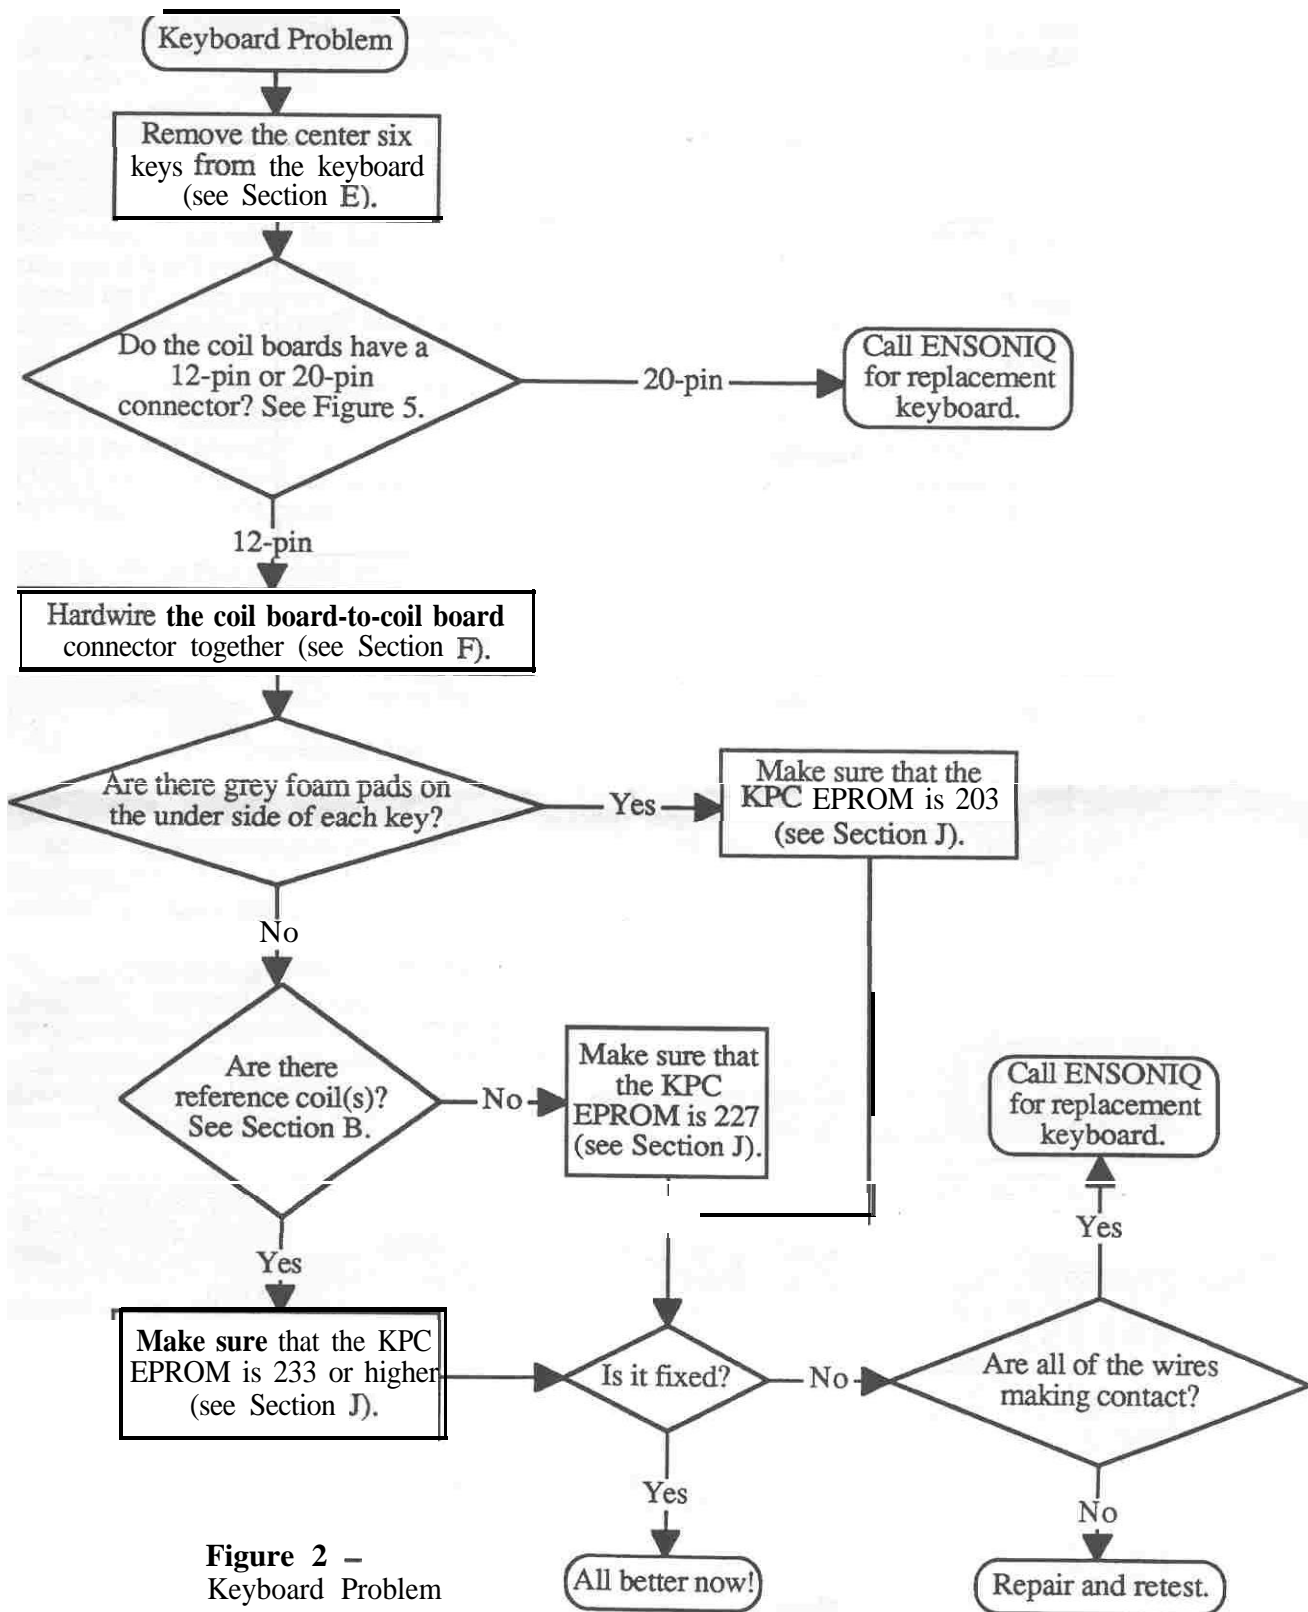 Keyboard Problem
Remove the center six
keys from the keyboard
(see Section E).
Do the coil boards have a
12-pin or 20-pin
connector? See Figure 5.
20-pin
Call ENSONIQ
for replacement
keyboard.
12-pin
Hardwire the coil board-to-coil board
connector together (see Section F).
Are there grey foam pads on
the under side of each key?
Yes
Make sure that the
KPC EPROM is 203
(see Section J).
No
Are there
reference coil(s)?
See Section B.
No
Make sure that
the KPC
EPROM is 227
(see Section J).
Call ENSONIQ
for replacement
keyboard.
Yes
Yes
Make sure that the KPC
EPROM is 233 or higher
(see Section J).
Is it fixed?
No
Are all of the wires
making contact?
Yes
No
All better now!
Repair and retest.
Figure 2 –
Keyboard Problem